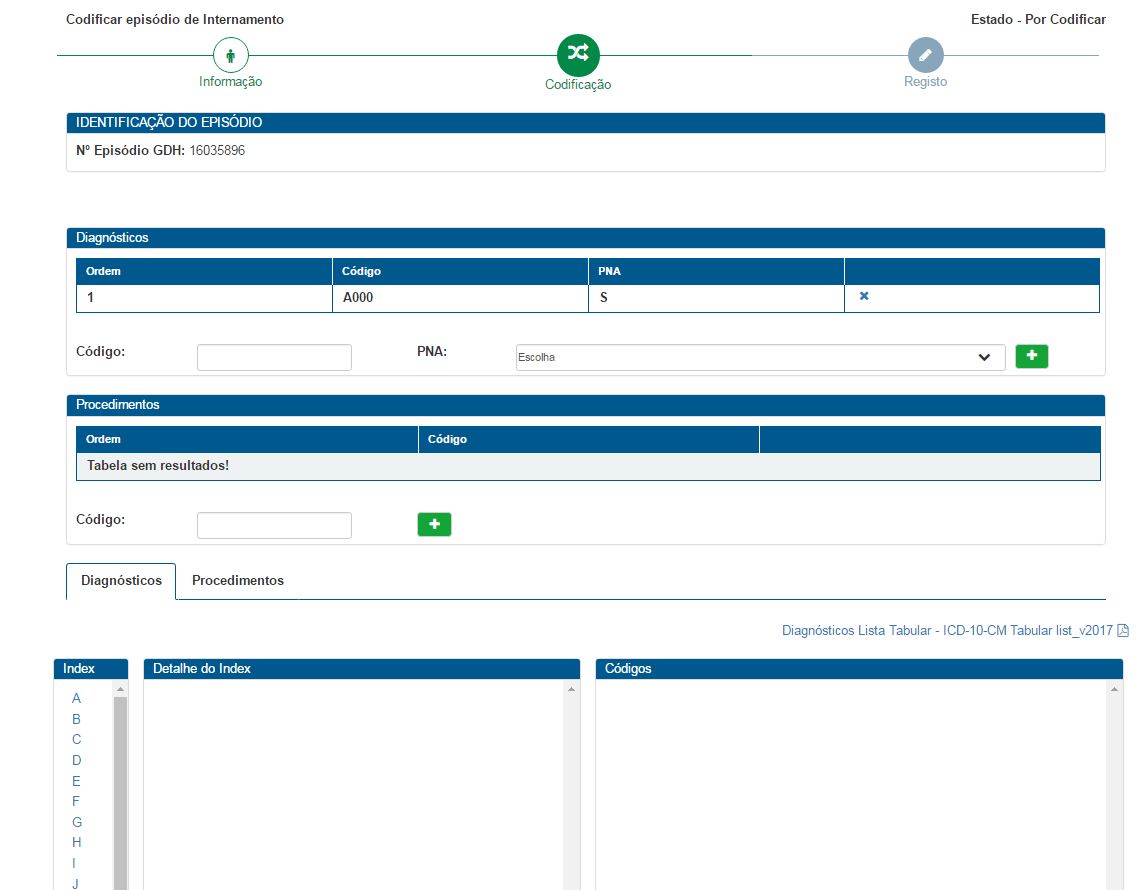 Codificar episódio de Internamento Estado - Por Codificar
Informação Codificação Registo
IDENTIFICAÇÃO DO EPISÓDIO
Nº Episódio GDH: 16035896
Diagnósticos
Ordem Código PNA
1 A000 S
Código: PNA: Escolha
Procedimentos
Ordem Código
Tabela sem resultados!
Código:
Diagnósticos Procedimentos
Diagnósticos Lista Tabular - ICD-10-CM Tabular list_v2017
Index Detalhe do Index Códigos
A
B
C
D
E
F
G
H
I
J